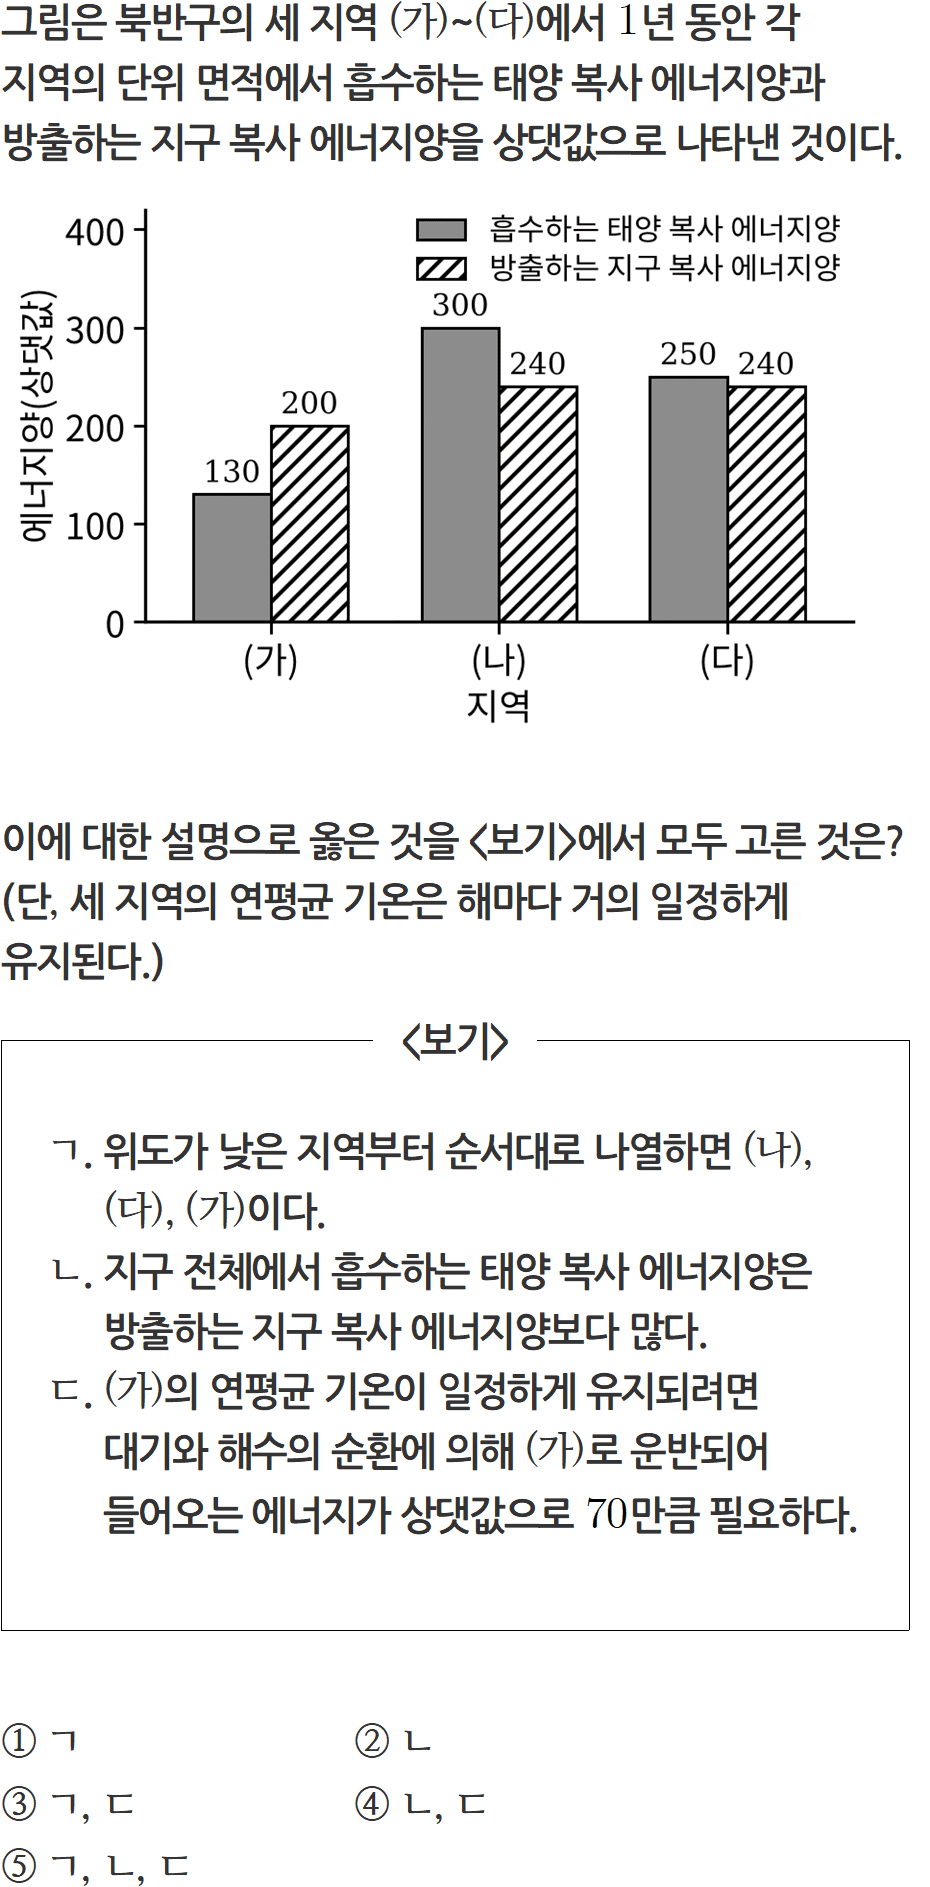 그림은 북반구의 세 지역 (가)~(다)에서 1년 동안 각
지역의 단위 면적에서 흡수하는 태양 복사 에너지양과
방출하는 지구 복사 에너지양을 상댓값으로 나타낸 것이다.
흡수하는 태양 복사 에너지양
방출하는 지구 복사 에너지양
에너지양(상댓값)
400
300
200
100
0
130
200
300
240
250
240
(가)
(나)
(다)
지역
이에 대한 설명으로 옳은 것을 <보기>에서 모두 고른 것은?
(단, 세 지역의 연평균 기온은 해마다 거의 일정하게
유지된다.)
<보기>
ㄱ. 위도가 낮은 지역부터 순서대로 나열하면 (나),
(다), (가)이다.
ㄴ. 지구 전체에서 흡수하는 태양 복사 에너지양은
방출하는 지구 복사 에너지양보다 많다.
ㄷ. (가)의 연평균 기온이 일정하게 유지되려면
대기와 해수의 순환에 의해 (가)로 운반되어
들어오는 에너지가 상댓값으로 70만큼 필요하다.
① ㄱ ② ㄴ
③ ㄱ, ㄷ ④ ㄴ, ㄷ
⑤ ㄱ, ㄴ, ㄷ